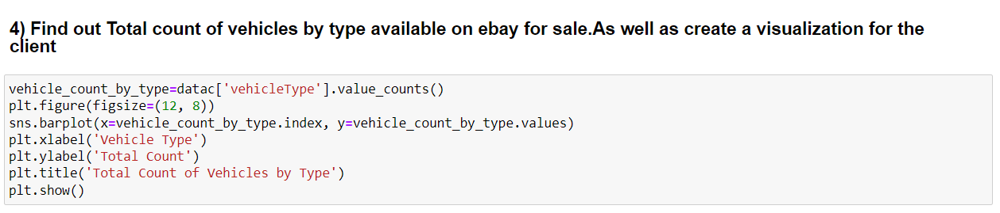 4) Find out Total count of vehicles by type available on ebay for sale.As well as create a visualization for the
client
vehicle_count_by_type=datac['vehicleType'].value_counts()
plt.figure(figsize=(12, 8))
sns.barplot(x=vehicle_count_by_type.index, y=vehicle_count_by_type.values)
plt.xlabel('Vehicle Type')
plt.ylabel('Total Count')
plt.title('Total Count of Vehicles by Type')
plt.show()